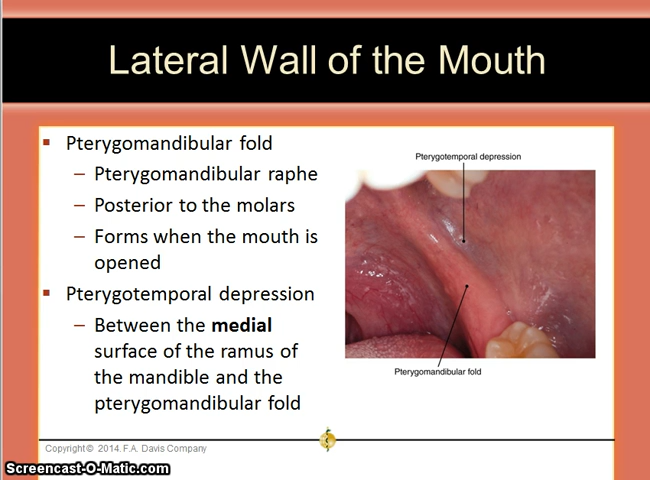 Lateral Wall of the Mouth
▪ Pterygomandibular fold
– Pterygomandibular raphe
– Posterior to the molars
– Forms when the mouth is
opened
▪ Pterygotemporal depression
– Between the medial
surface of the ramus of
the mandible and the
pterygomandibular fold
Pterygotemporal depression
Pterygomandibular fold
Copyright © 2014. F.A. Davis Company
Screencast-O-Matic.com